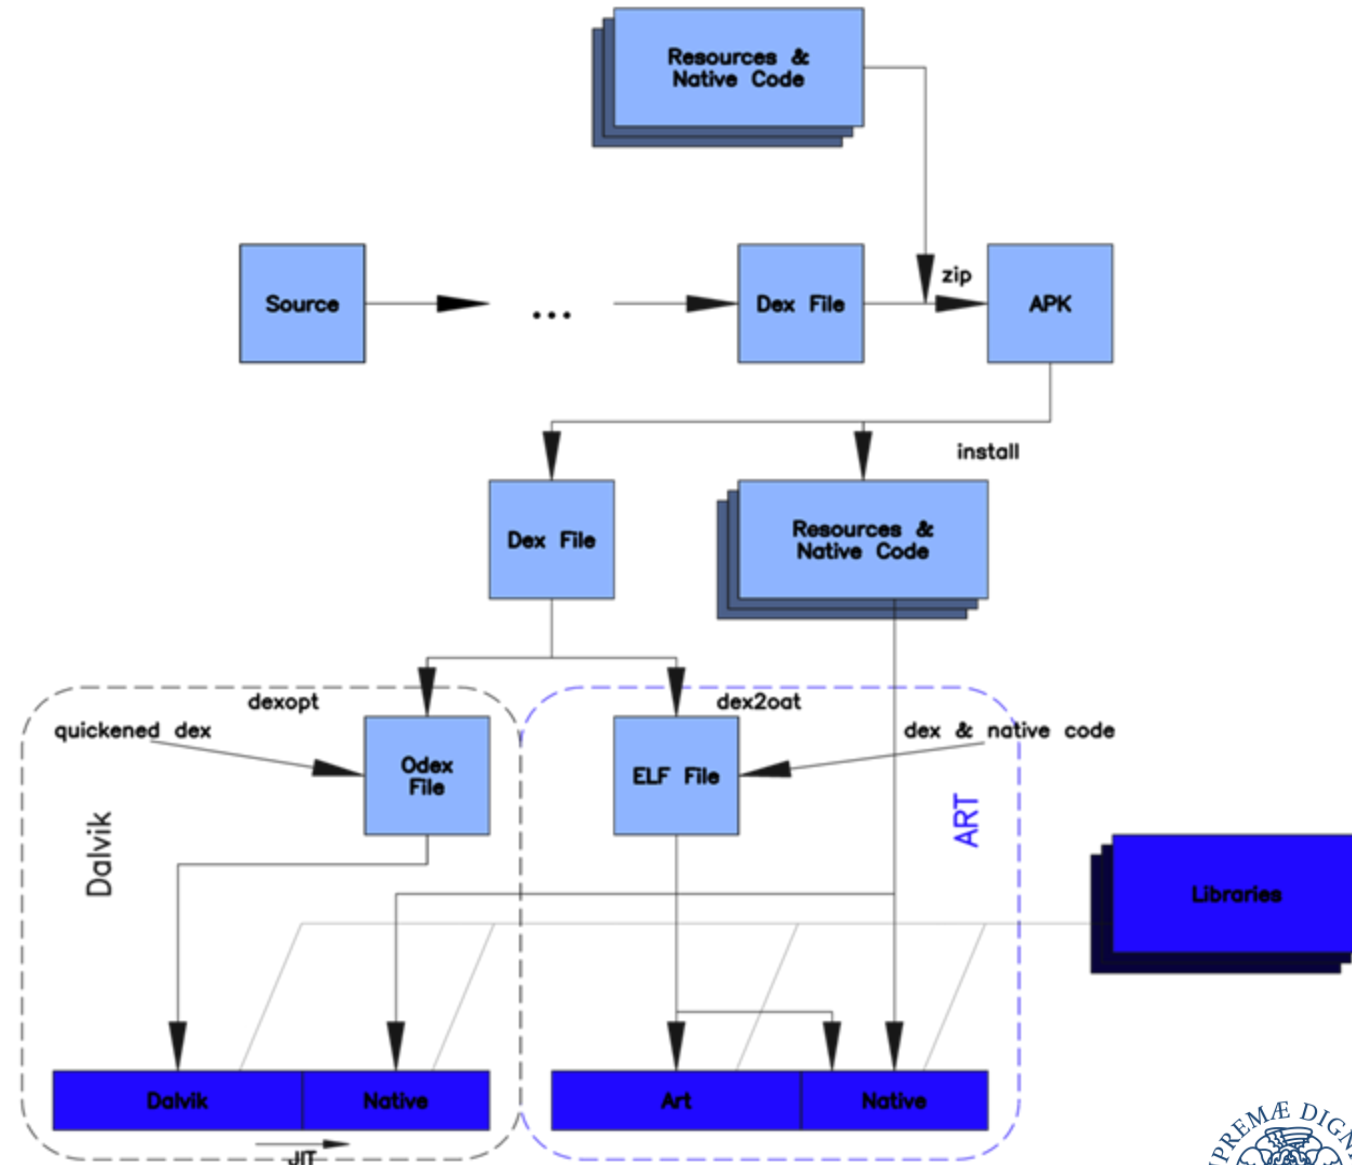 Resources &
Native Code
Source
...
Dex File
zip
APK
install
Dex File
Resources &
Native Code
dexopt
dex2oat
quickened dex
dex & native code
Odex
File
ELF File
Dalvik
ART
Libraries
Dalvik
Native
Art
Native
JIT